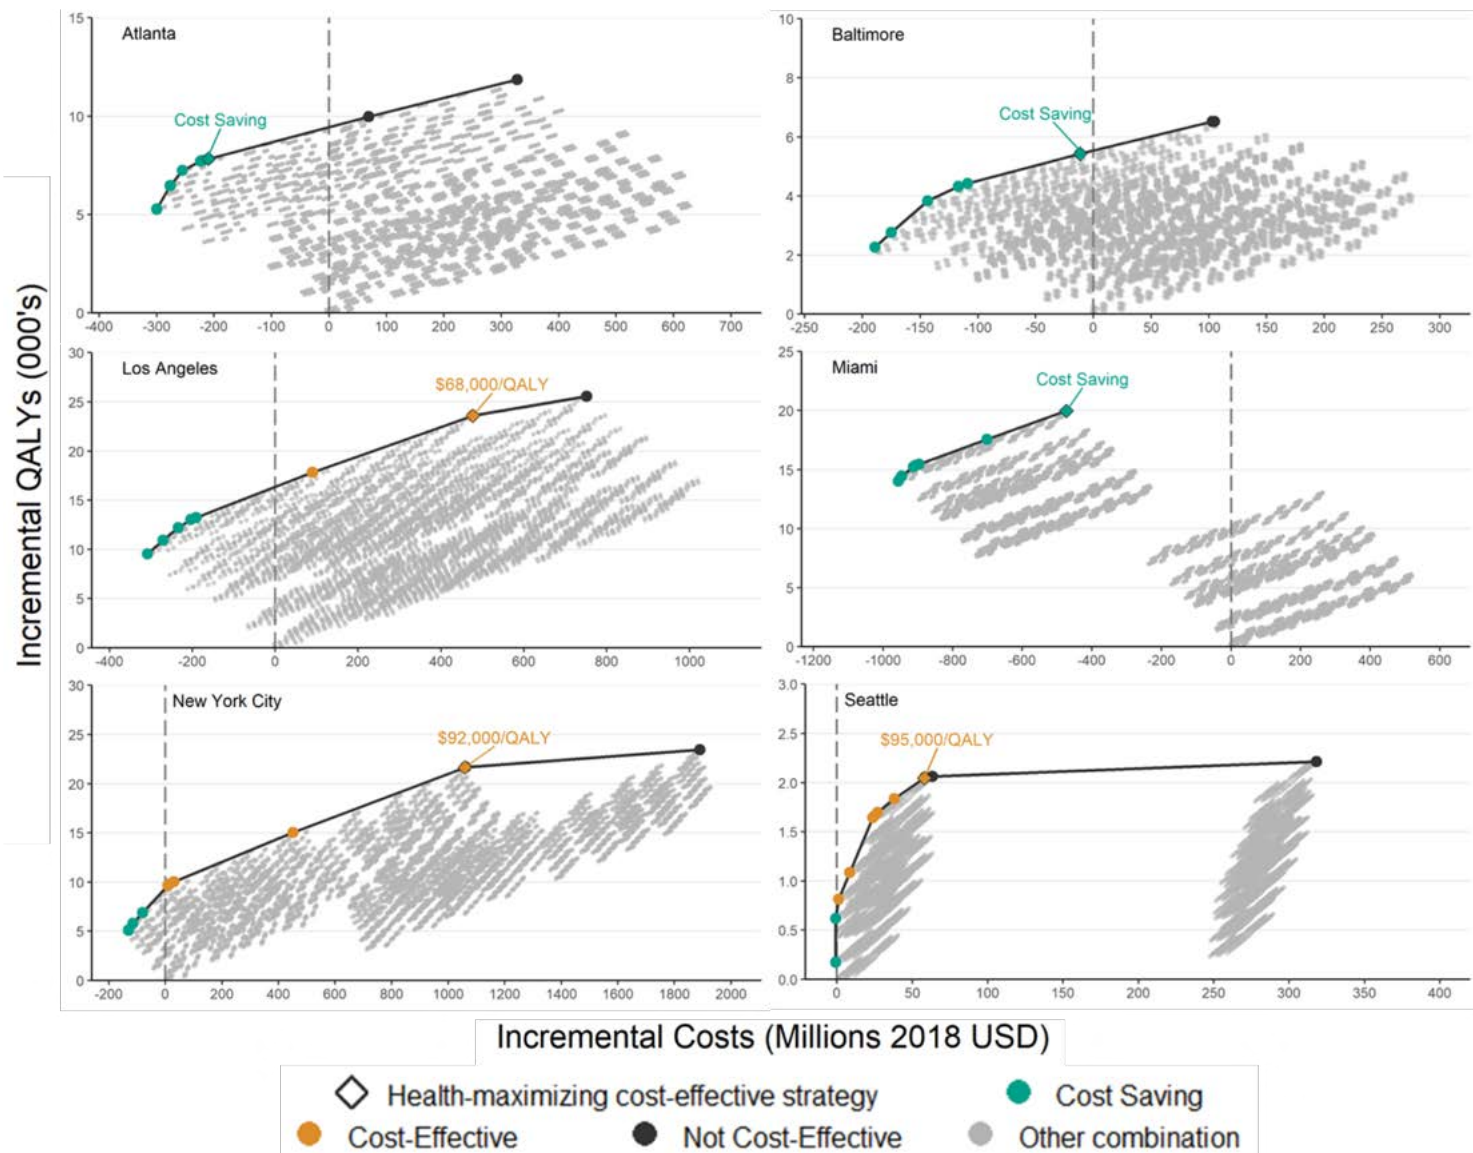 Incremental QALYs (000's)
Atlanta
15
10
5
0
Cost Saving
-400 -300 -200 -100 0 100 200 300 400 500 600 700
Baltimore
10
8
6
4
2
0
Cost Saving
-250 -200 -150 -100 -50 0 50 100 150 200 250 300
Los Angeles
30
25
20
15
10
5
0
$68,000/QALY
-400 -200 0 200 400 600 800 1000
Miami
25
20
15
10
5
0
Cost Saving
-1200 -1000 -800 -600 -400 -200 0 200 400 600
New York City
30
25
20
15
10
5
0
$92,000/QALY
-200 0 200 400 600 800 1000 1200 1400 1600 1800 2000
Seattle
3.0
2.5
2.0
1.5
1.0
0.5
0.0
$95,000/QALY
0 50 100 150 200 250 300 350 400
Incremental Costs (Millions 2018 USD)
Health-maximizing cost-effective strategy Cost Saving
Cost-Effective Not Cost-Effective Other combination